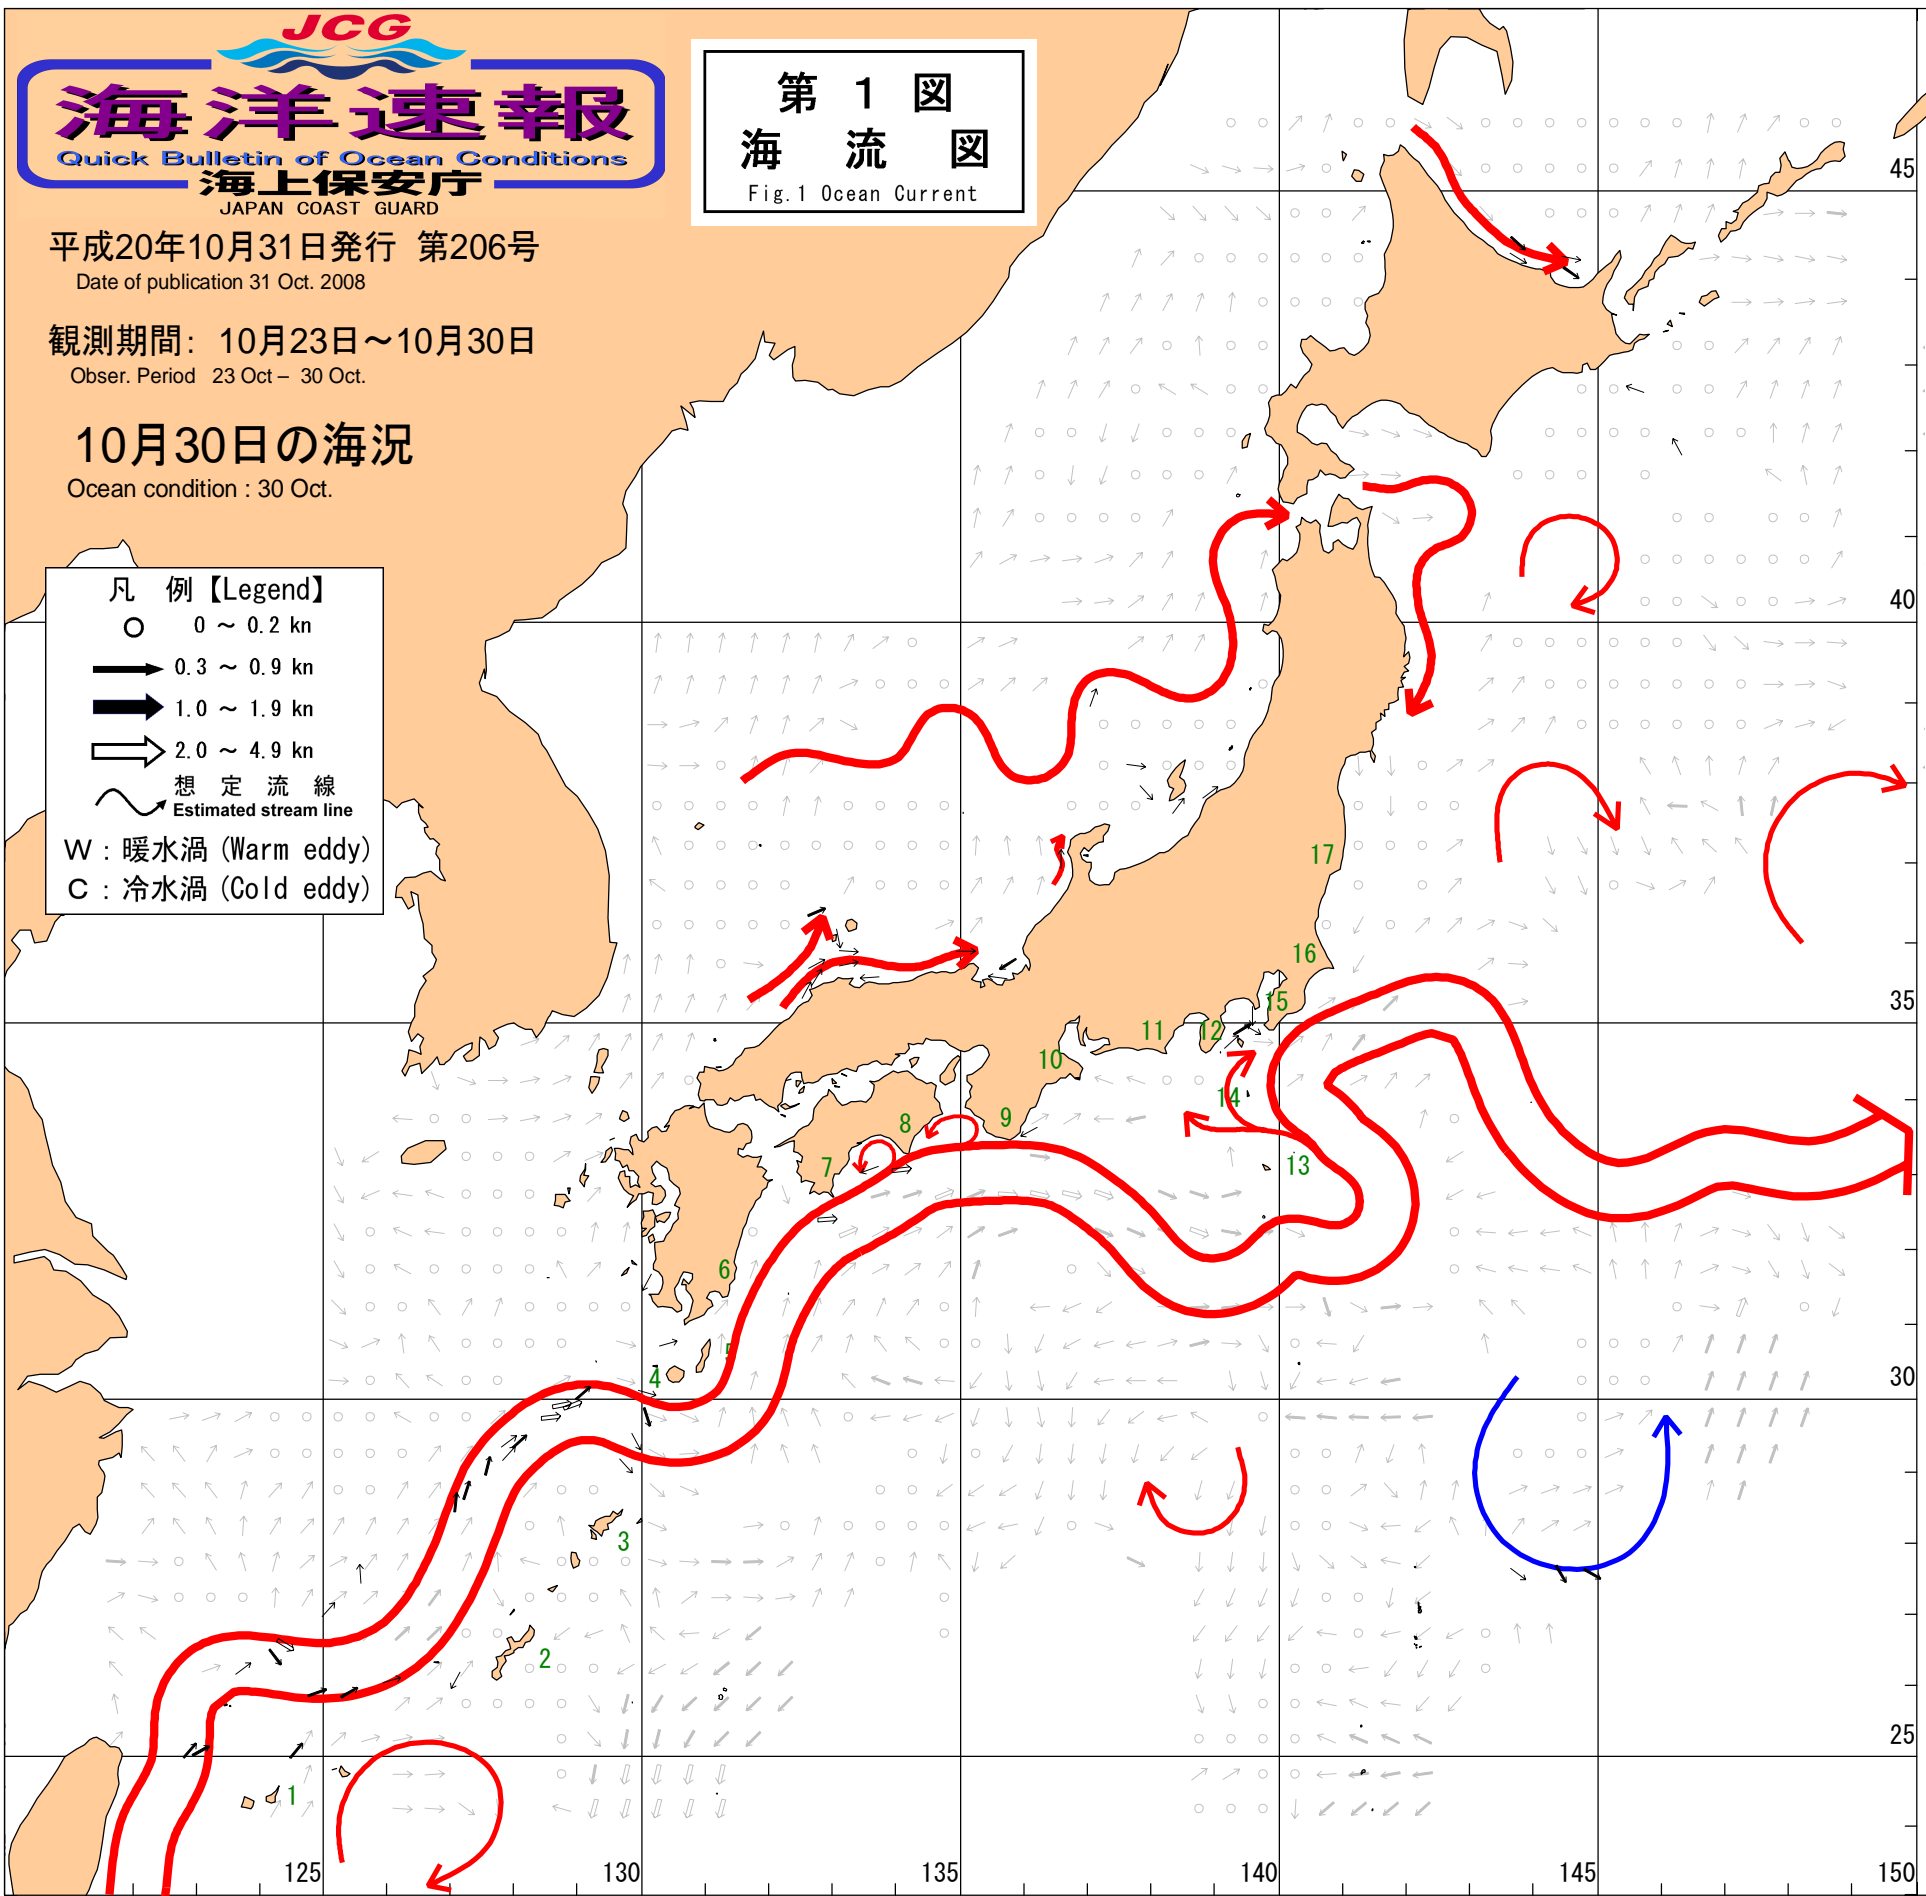 JCG
海洋速報
Quick Bulletin of Ocean Conditions
海上保安庁
JAPAN COAST GUARD
平成20年10月31日発行 第206号
Date of publication 31 Oct. 2008
観測期間: 10月23日～10月30日
Obser. Period 23 Oct – 30 Oct.
10月30日の海況
Ocean condition : 30 Oct.
第 1 図
海 流 図
Fig.1 Ocean Current
凡 例【Legend】
0 ～ 0.2 kn
0.3 ～ 0.9 kn
1.0 ～ 1.9 kn
2.0 ～ 4.9 kn
想 定 流 線
Estimated stream line
W : 暖水渦 (Warm eddy)
C : 冷水渦 (Cold eddy)
45
40
35
30
25
17
16
15
14
13
12
11
10
9
8
7
6
5
4
3
2
1
125
130
135
140
145
150